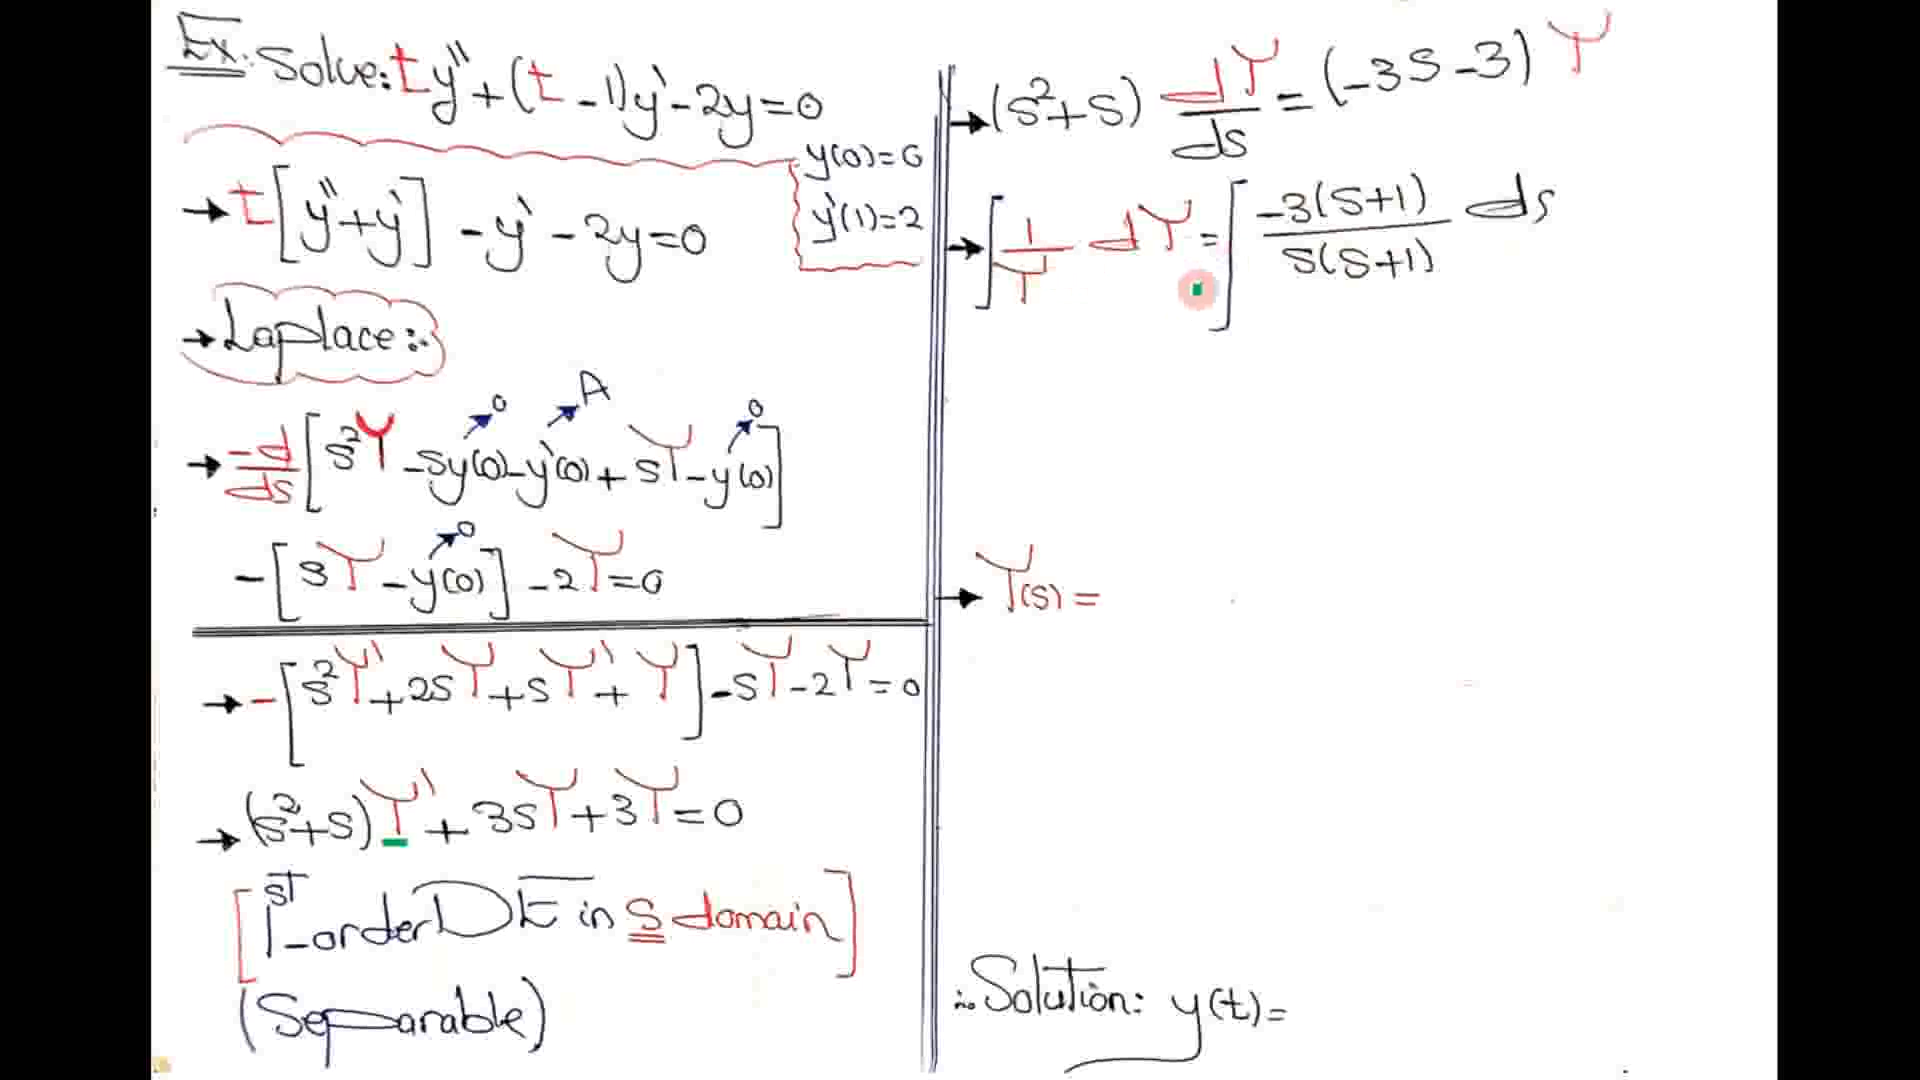 Ex: Solve: ty" + (t - 1)y' - 2y = 0
y(0) = 0
y'(1) = 2
→ t[y" + y'] - y' - 2y = 0
→ Laplace:
0 A 0
→ -d/ds [s²Y - sy(0) - y'(0) + sY - y(0)]
0
- [sY - y(0)] - 2Y = 0
→ - [s²Y' + 2sY + sY' + Y] - sY - 2Y = 0
→ (s² + s)Y' + 3sY + 3Y = 0
[1st-order DE in s domain]
(Separable)
→ (s² + s) dY/ds = (-3s - 3) Y
→ ∫ 1/Y dY = ∫ -3(s+1)/s(s+1) ds
→ Y(s) =
∴ Solution: y(t) =